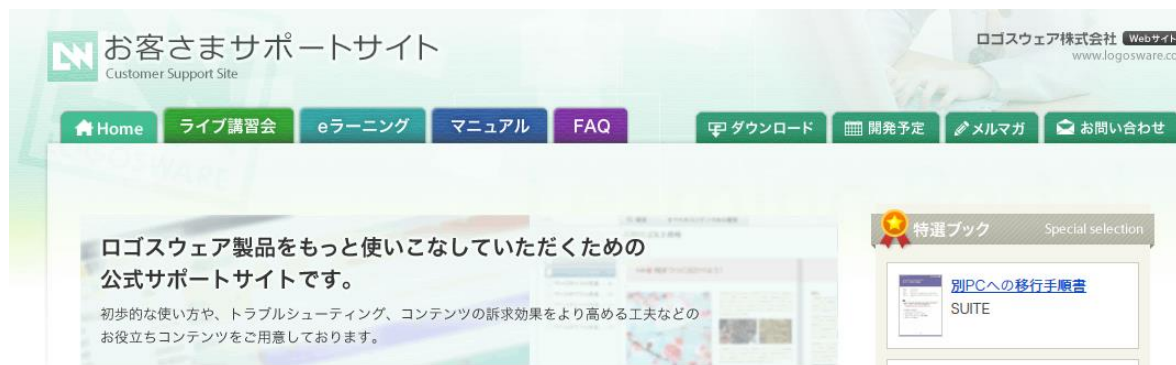 お客さまサポートサイト
Customer Support Site
ロゴスウェア株式会社 Webサイト
www.logosware.co
Home
ライブ講習会
eラーニング
マニュアル
FAQ
ダウンロード
開発予定
メルマガ
お問い合わせ
ロゴスウェア製品をもっと使いこなしていただくための
公式サポートサイトです。
初歩的な使い方や、トラブルシューティング、コンテンツの訴求効果をより高める工夫などの
お役立ちコンテンツをご用意しております。
特選ブック Special selection
別PCへの移行手順書
SUITE